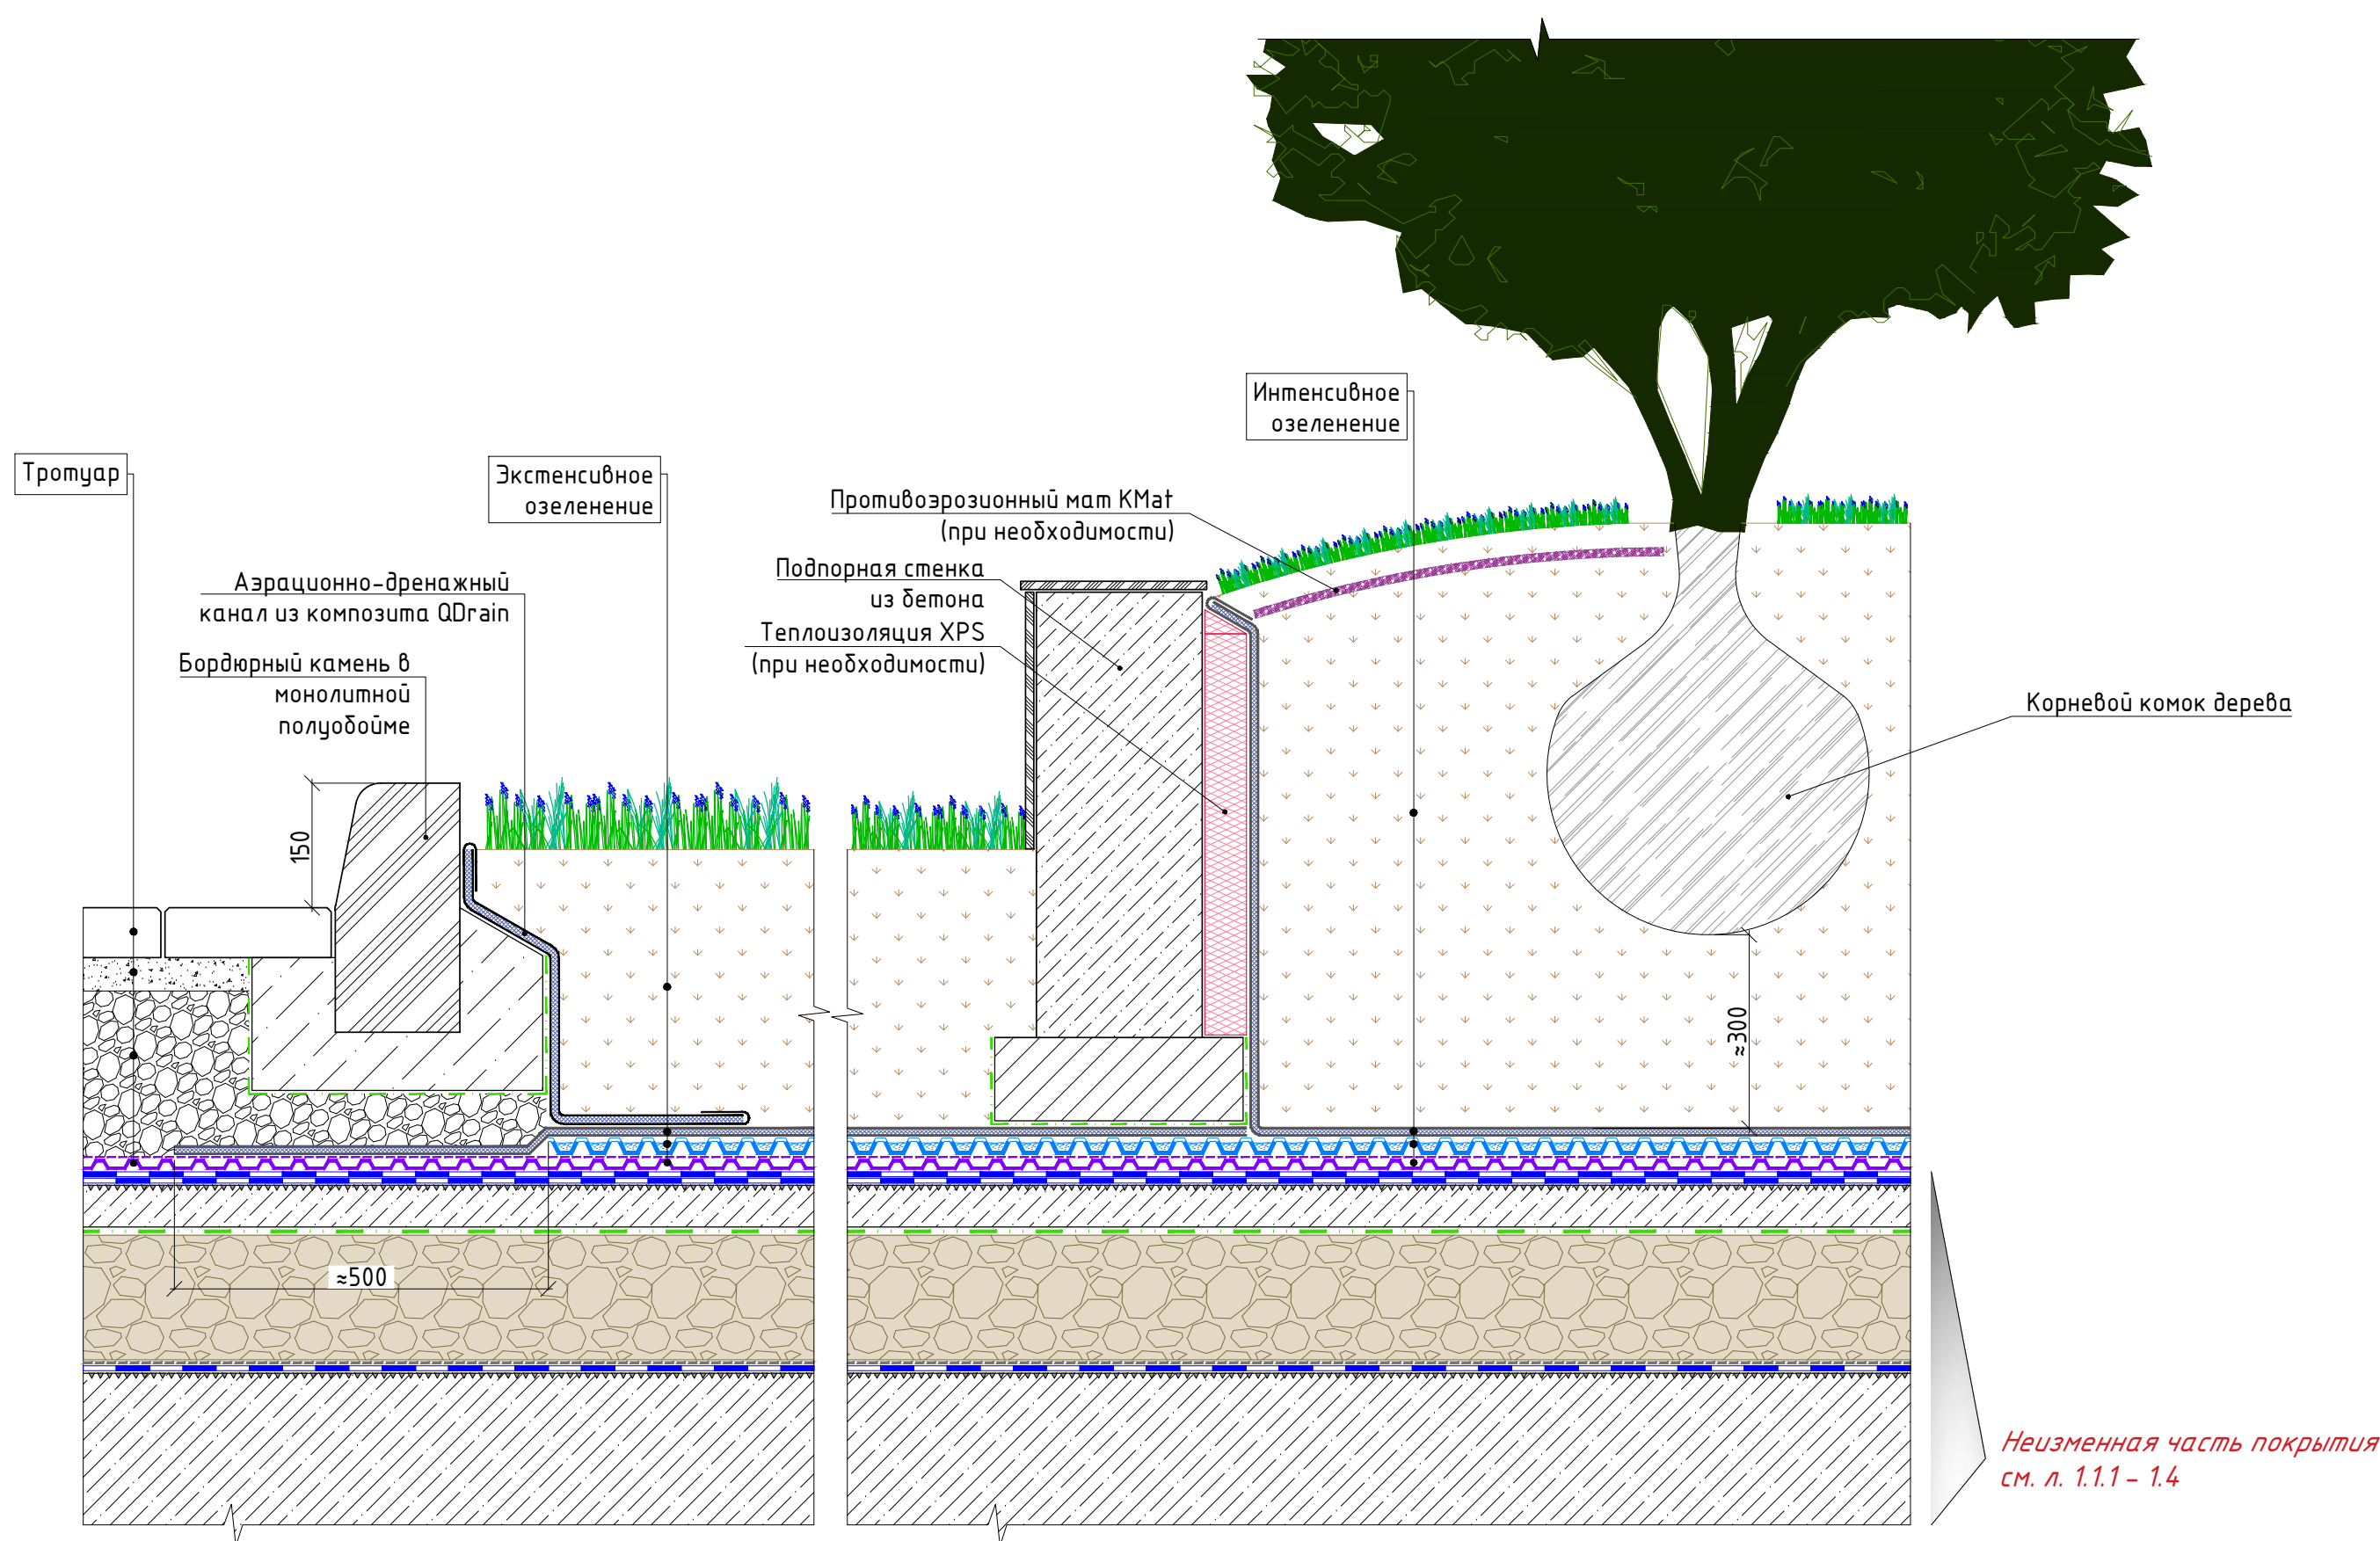 Интенсивное
озеленение
Тротуар
Экстенсивное
озеленение
Противоэрозионный мат KMat
(при необходимости)
Подпорная стенка
из бетона
Теплоизоляция XPS
(при необходимости)
Аэрационно-дренажный
канал из композита QDrain
Бордюрный камень в
монолитной
полуобойме
Корневой комок дерева
150
≈300
≈500
Неизменная часть покрытия
см. л. 1.1.1 - 1.4